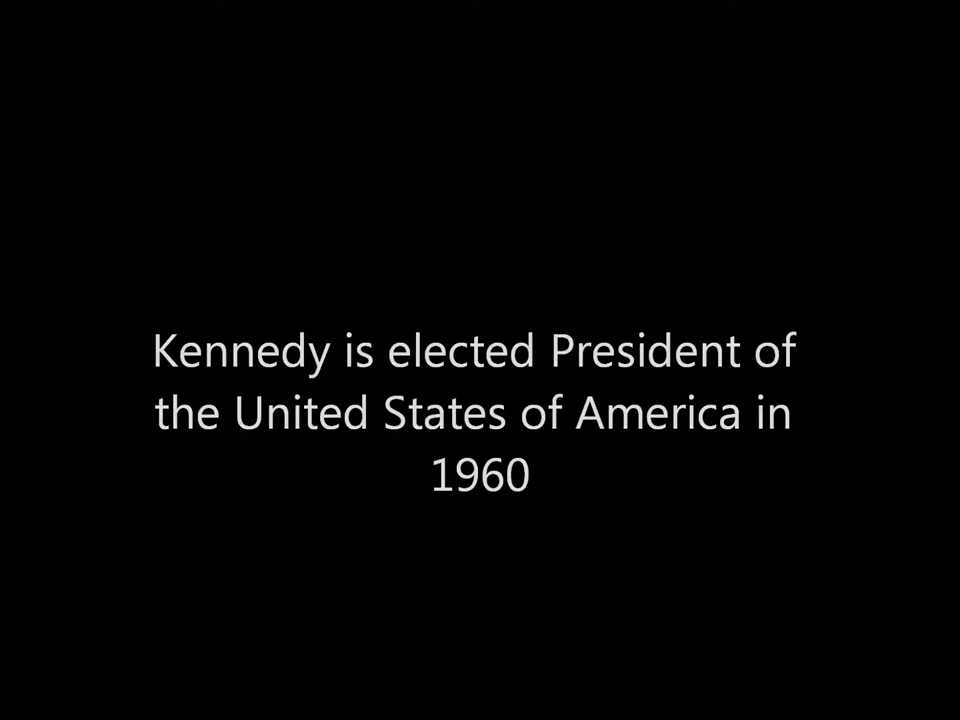 Kennedy is elected President of
the United States of America in
1960